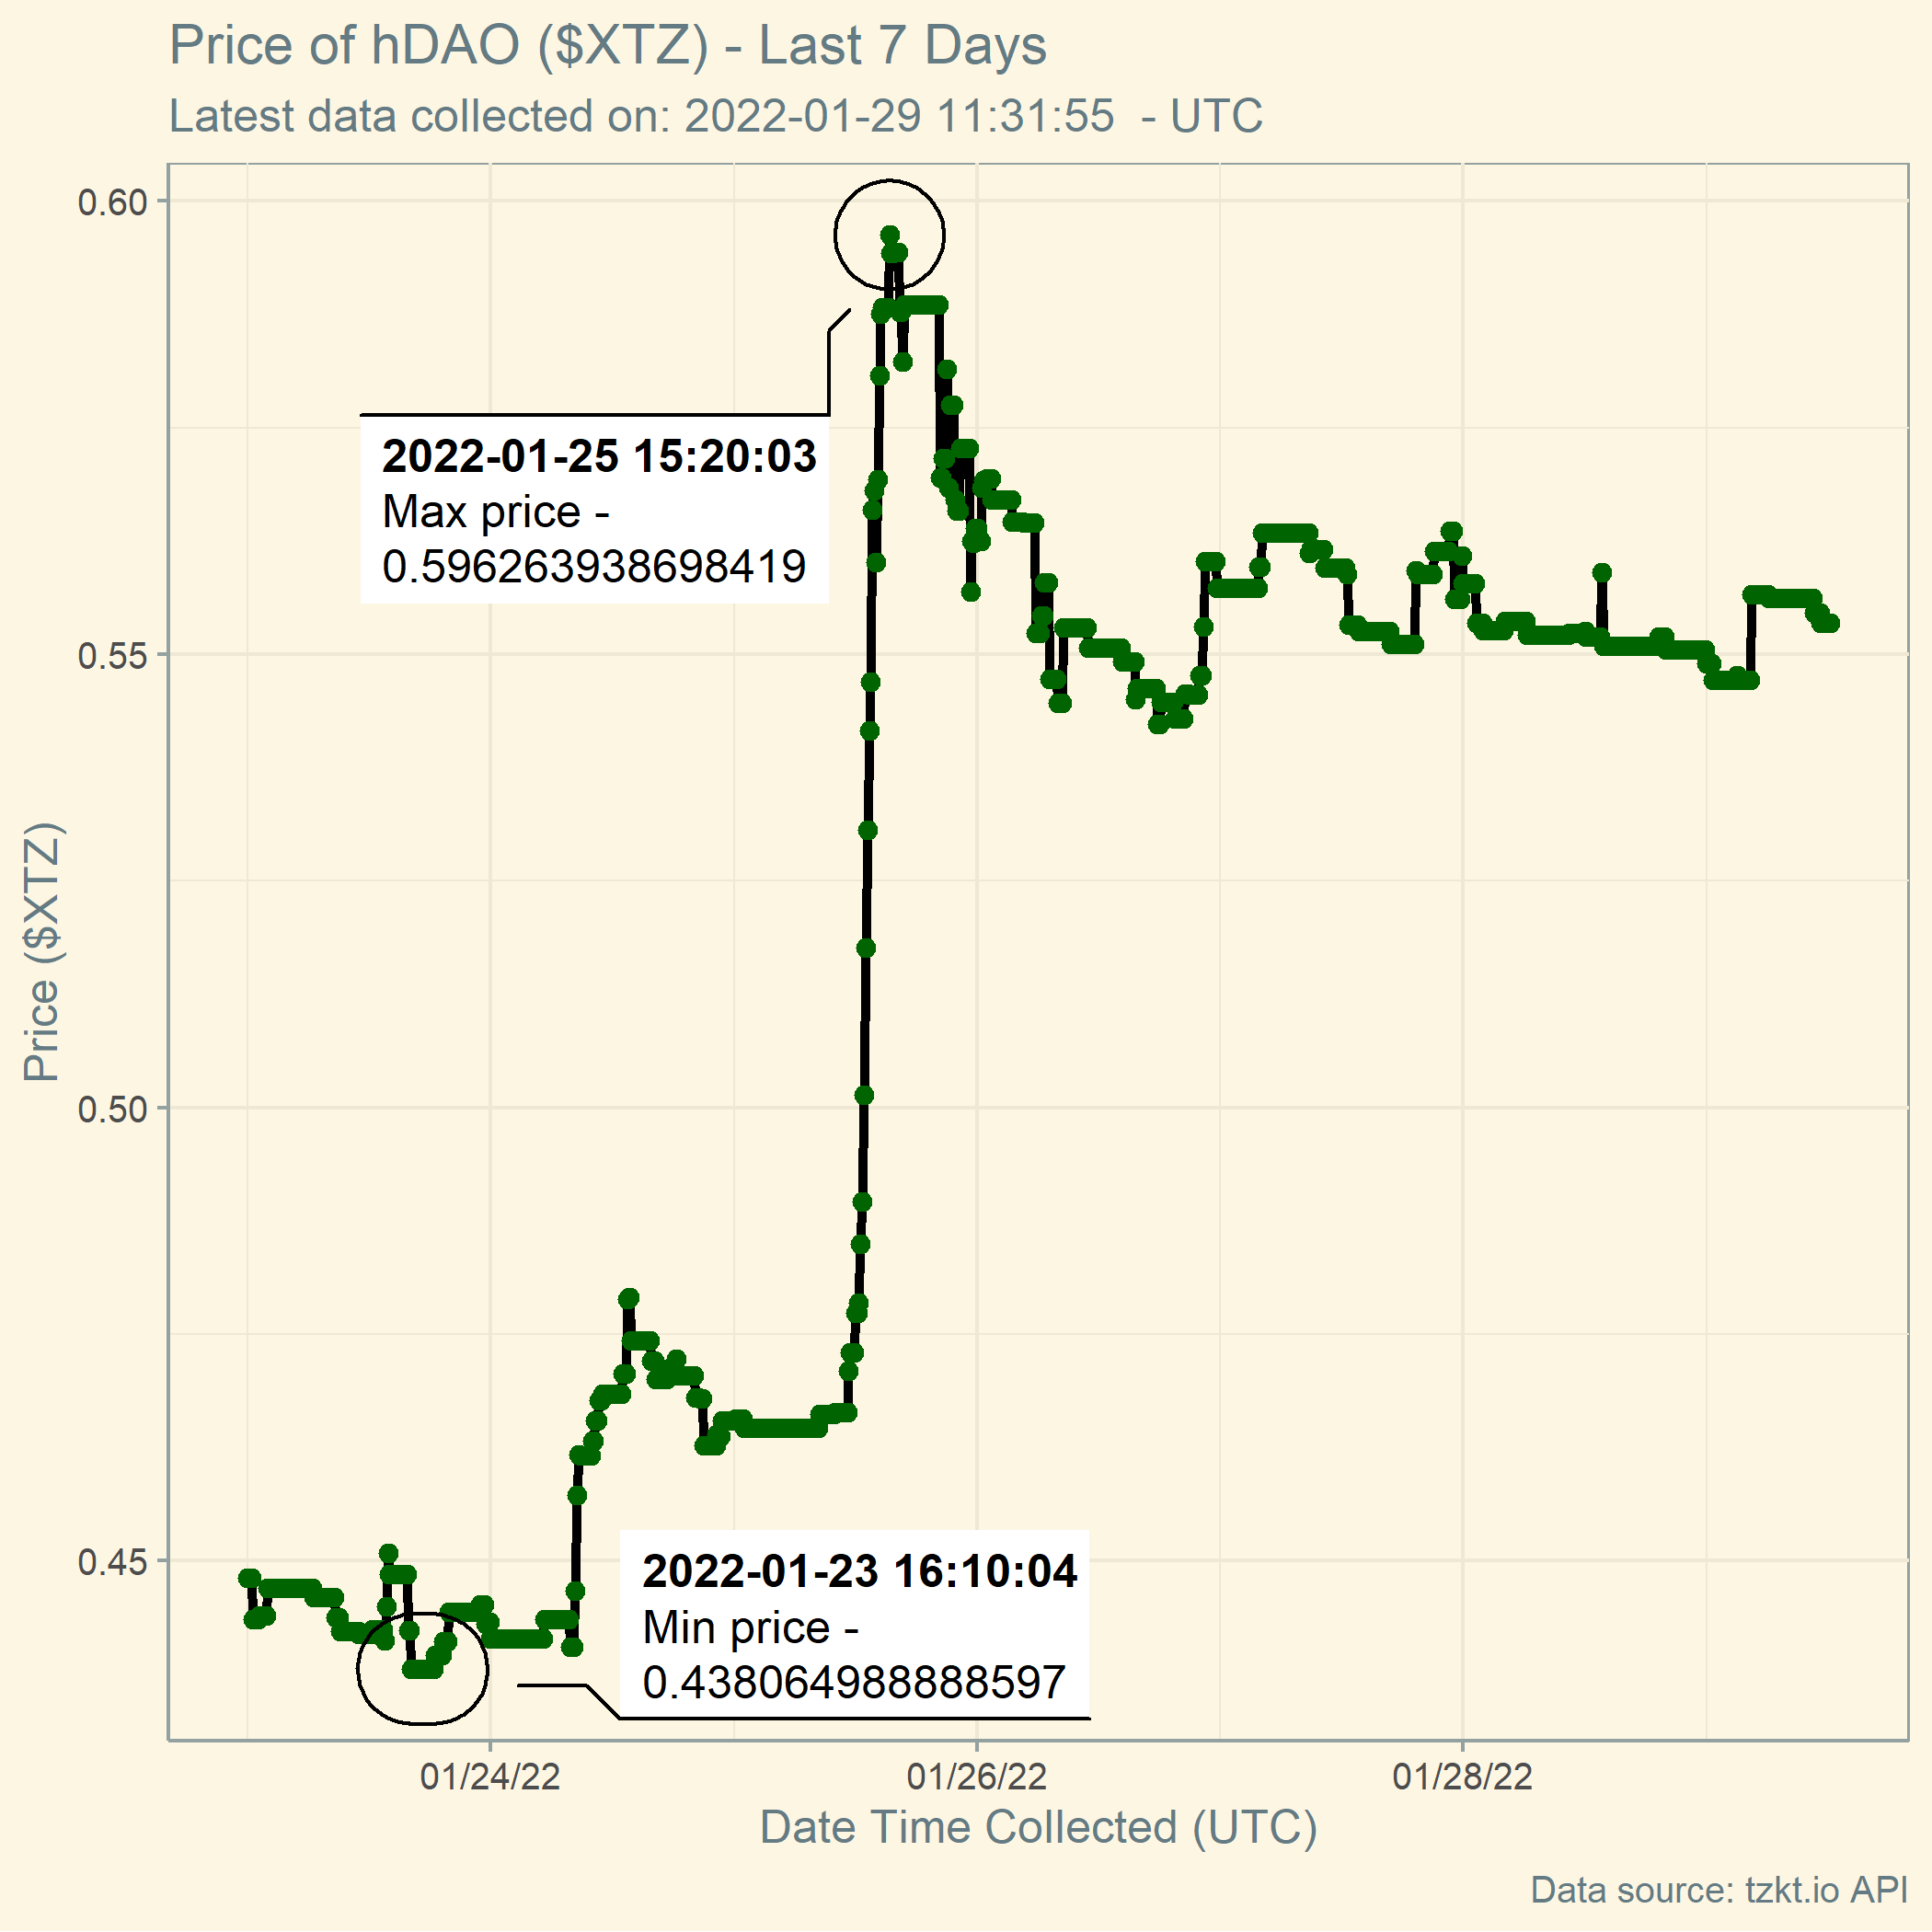 Price of hDAO ($XTZ) - Last 7 Days
Latest data collected on: 2022-01-29 11:31:55  - UTC
0.60
0.55
0.50
0.45
Price ($XTZ)
2022-01-25 15:20:03
Max price -
0.596263938698419
2022-01-23 16:10:04
Min price -
0.438064988888597
01/24/22
01/26/22
01/28/22
Date Time Collected (UTC)
Data source: tzkt.io API